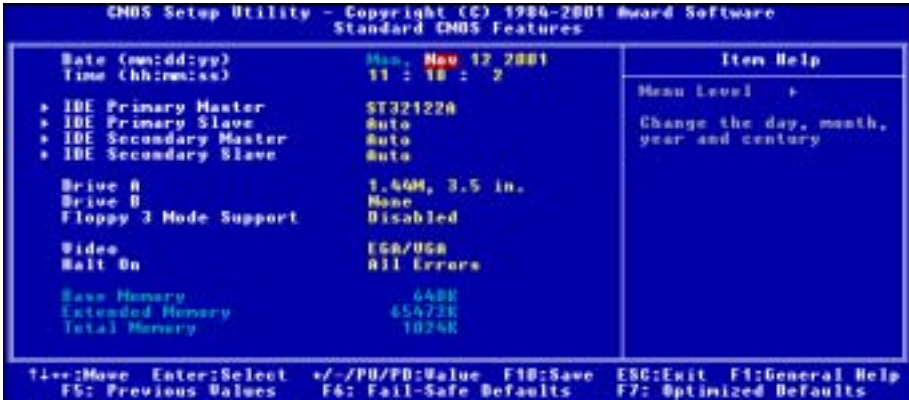 CMOS Setup Utility - Copyright (C) 1984-2001 Award Software
Standard CMOS Features
Date (mm:dd:yy) Mon, Nov 12 2001
Time (hh:mm:ss) 11 : 10 : 2
▸ IDE Primary Master ST32122A
▸ IDE Primary Slave Auto
▸ IDE Secondary Master Auto
▸ IDE Secondary Slave Auto
Drive A 1.44M, 3.5 in.
Drive B None
Floppy 3 Mode Support Disabled
Video EGA/VGA
Halt On All Errors
Base Memory 640K
Extended Memory 65472K
Total Memory 1024K
Item Help
Menu Level ▸
Change the day, month,
year and century
↑↓→←:Move Enter:Select +/-/PU/PD:Value F10:Save ESC:Exit F1:General Help
F5: Previous Values F6: Fail-Safe Defaults F7: Optimized Defaults